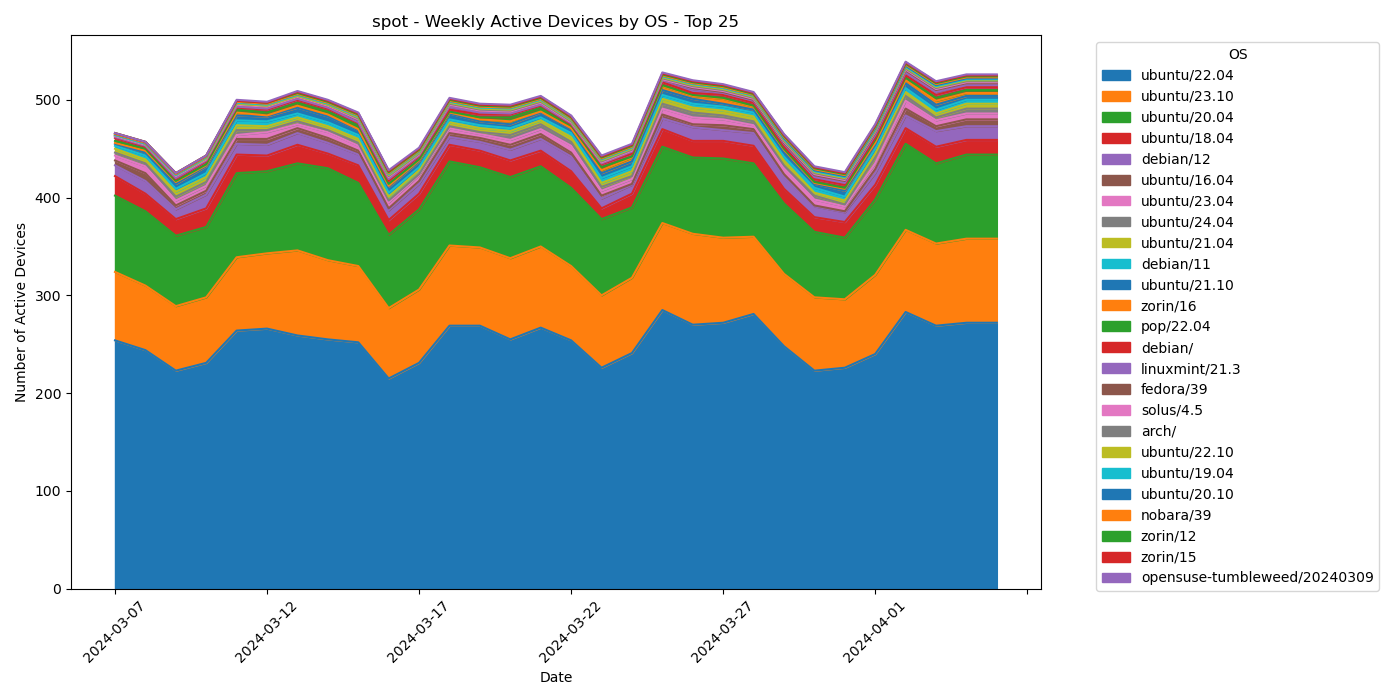 spot - Weekly Active Devices by OS - Top 25
Number of Active Devices
500
400
300
200
100
0
2024-03-07
2024-03-12
2024-03-17
2024-03-22
2024-03-27
2024-04-01
Date
OS
ubuntu/22.04
ubuntu/23.10
ubuntu/20.04
ubuntu/18.04
debian/12
ubuntu/16.04
ubuntu/23.04
ubuntu/24.04
ubuntu/21.04
debian/11
ubuntu/21.10
zorin/16
pop/22.04
debian/
linuxmint/21.3
fedora/39
solus/4.5
arch/
ubuntu/22.10
ubuntu/19.04
ubuntu/20.10
nobara/39
zorin/12
zorin/15
opensuse-tumbleweed/20240309